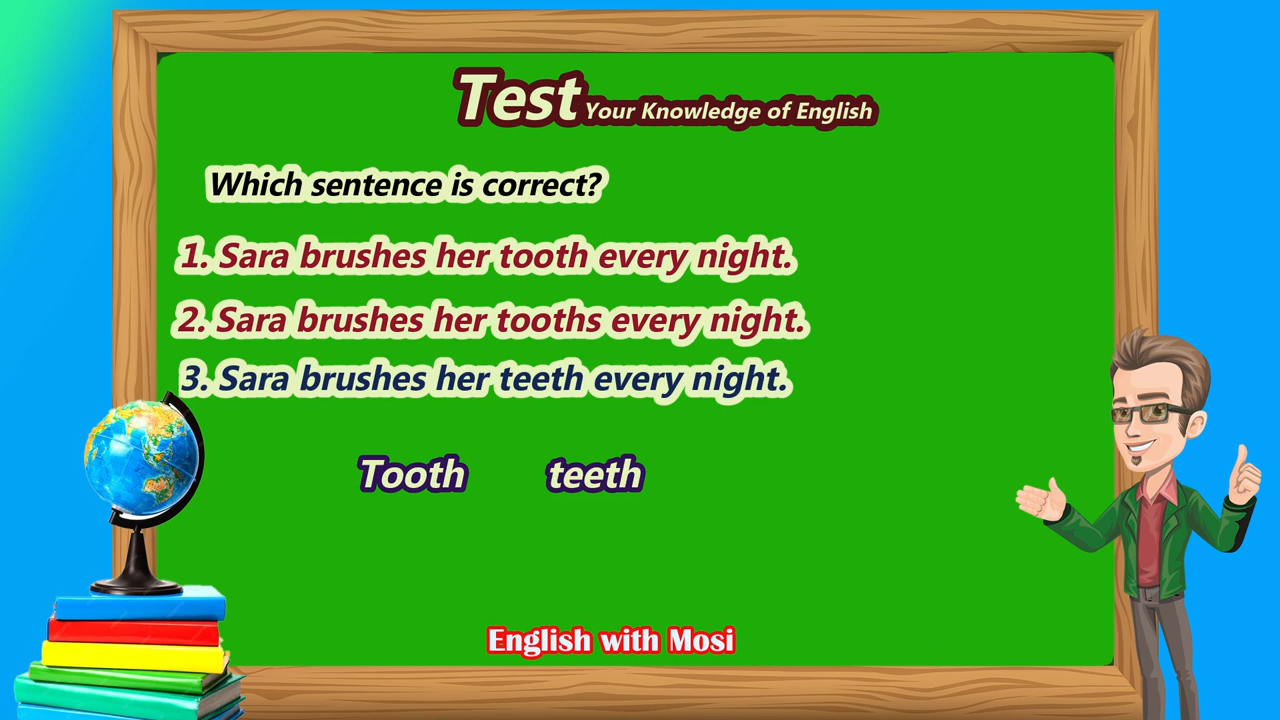 Test Your Knowledge of English
Which sentence is correct?
1. Sara brushes her tooth every night.
2. Sara brushes her tooths every night.
3. Sara brushes her teeth every night.
Tooth teeth
English with Mosi